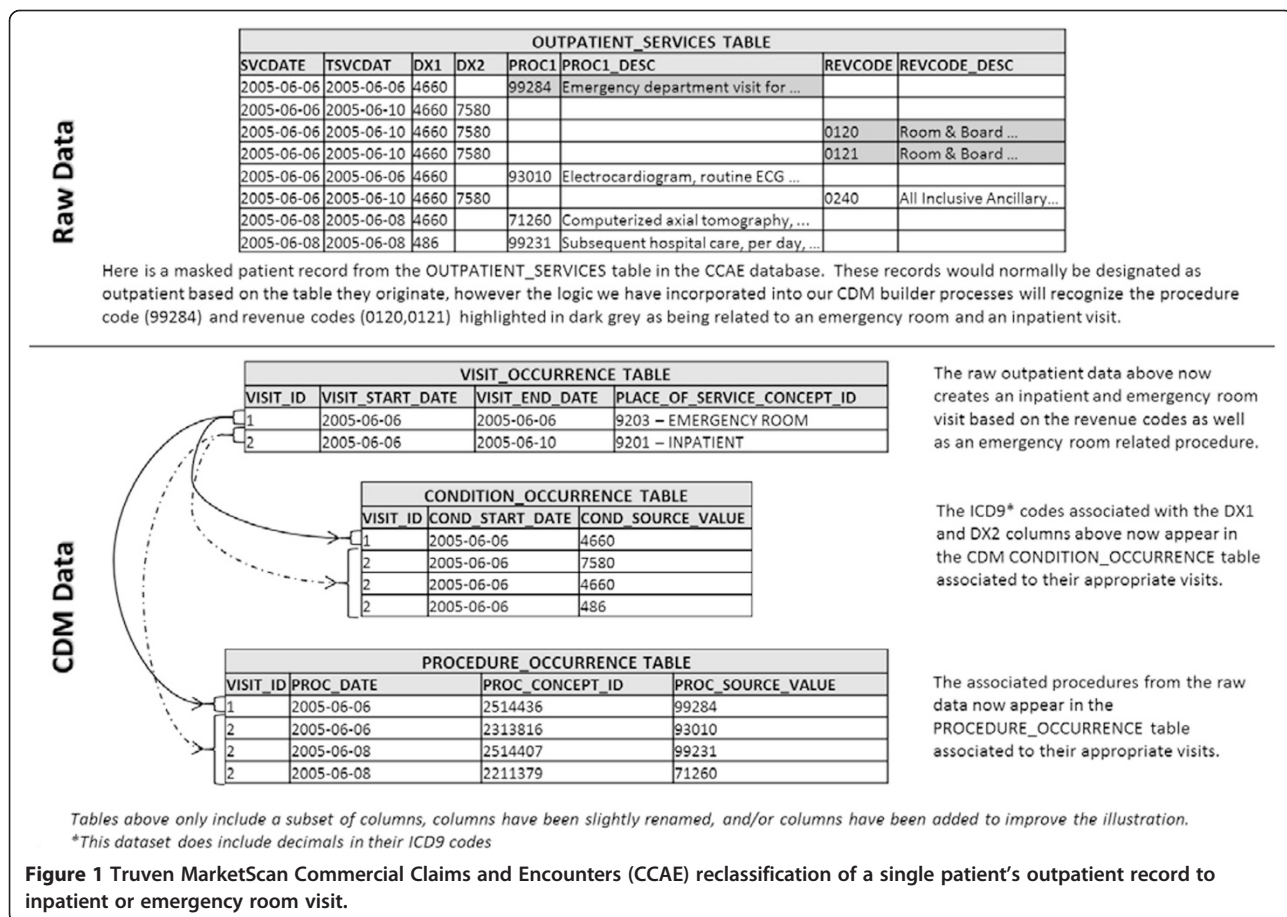 Raw Data
OUTPATIENT_SERVICES TABLE
SVCDATE TSVCDAT DX1 DX2 PROC1 PROC1_DESC REVCODE REVCODE_DESC
2005-06-06 2005-06-06 4660 99284 Emergency department visit for ...
2005-06-06 2005-06-10 4660 7580
2005-06-06 2005-06-10 4660 7580 0120 Room & Board ...
2005-06-06 2005-06-10 4660 7580 0121 Room & Board ...
2005-06-06 2005-06-06 4660 93010 Electrocardiogram, routine ECG ...
2005-06-06 2005-06-10 4660 7580 0240 All Inclusive Ancillary...
2005-06-08 2005-06-08 4660 71260 Computerized axial tomography, ...
2005-06-08 2005-06-08 486 99231 Subsequent hospital care, per day, ...
Here is a masked patient record from the OUTPATIENT_SERVICES table in the CCAE database. These records would normally be designated as
outpatient based on the table they originate, however the logic we have incorporated into our CDM builder processes will recognize the procedure
code (99284) and revenue codes (0120,0121) highlighted in dark grey as being related to an emergency room and an inpatient visit.
CDM Data
VISIT_OCCURRENCE TABLE
VISIT_ID VISIT_START_DATE VISIT_END_DATE PLACE_OF_SERVICE_CONCEPT_ID
1 2005-06-06 2005-06-06 9203 – EMERGENCY ROOM
2 2005-06-06 2005-06-10 9201 – INPATIENT
The raw outpatient data above now
creates an inpatient and emergency room
visit based on the revenue codes as well
as an emergency room related procedure.
CONDITION_OCCURRENCE TABLE
VISIT_ID COND_START_DATE COND_SOURCE_VALUE
1 2005-06-06 4660
2 2005-06-06 7580
2 2005-06-06 4660
2 2005-06-06 486
The ICD9* codes associated with the DX1
and DX2 columns above now appear in
the CDM CONDITION_OCCURRENCE table
associated to their appropriate visits.
PROCEDURE_OCCURRENCE TABLE
VISIT_ID PROC_DATE PROC_CONCEPT_ID PROC_SOURCE_VALUE
1 2005-06-06 2514436 99284
2 2005-06-06 2313816 93010
2 2005-06-08 2514407 99231
2 2005-06-08 2211379 71260
The associated procedures from the raw
data now appear in the
PROCEDURE_OCCURRENCE table
associated to their appropriate visits.
Tables above only include a subset of columns, columns have been slightly renamed, and/or columns have been added to improve the illustration.
*This dataset does include decimals in their ICD9 codes
Figure 1 Truven MarketScan Commercial Claims and Encounters (CCAE) reclassification of a single patient's outpatient record to
inpatient or emergency room visit.